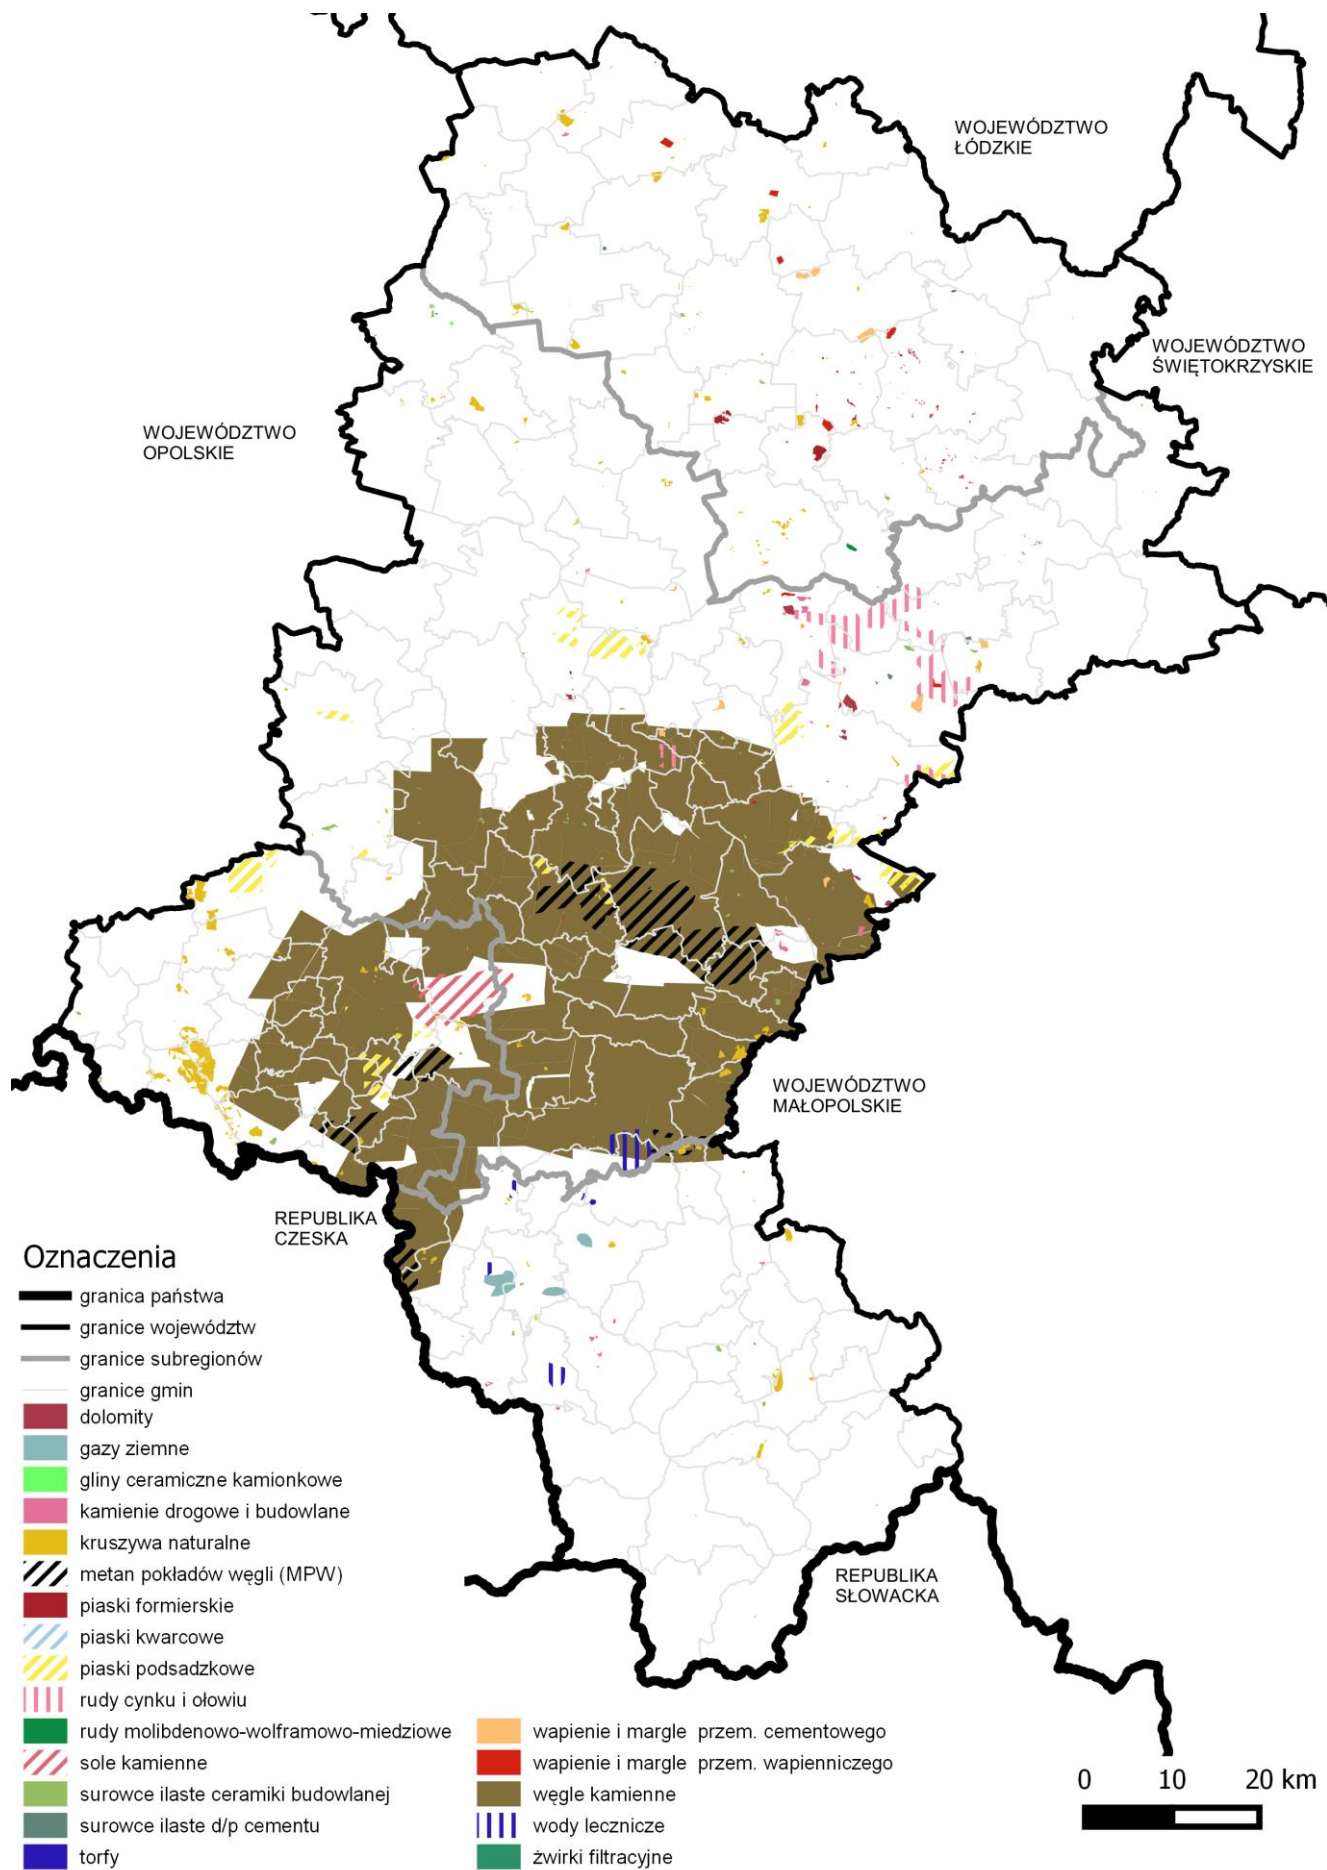 WOJEWÓDZTWO
ŁÓDZKIE
WOJEWÓDZTWO
ŚWIĘTOKRZYSKIE
WOJEWÓDZTWO
OPOLSKIE
WOJEWÓDZTWO
MAŁOPOLSKIE
REPUBLIKA
CZESKA
REPUBLIKA
SŁOWACKA
Oznaczenia
granica państwa
granice województw
granice subregionów
granice gmin
dolomity
gazy ziemne
gliny ceramiczne kamionkowe
kamienie drogowe i budowlane
kruszywa naturalne
metan pokładów węgli (MPW)
piaski formierskie
piaski kwarcowe
piaski podsadzkowe
rudy cynku i ołowiu
rudy molibdenowo-wolframowo-miedziowe
sole kamienne
surowce ilaste ceramiki budowlanej
surowce ilaste d/p cementu
torfy
wapienie i margle przem. cementowego
wapienie i margle przem. wapienniczego
węgle kamienne
wody lecznicze
żwirki filtracyjne
0 10 20 km